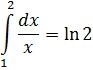 ∫₁² dx/x = ln 2